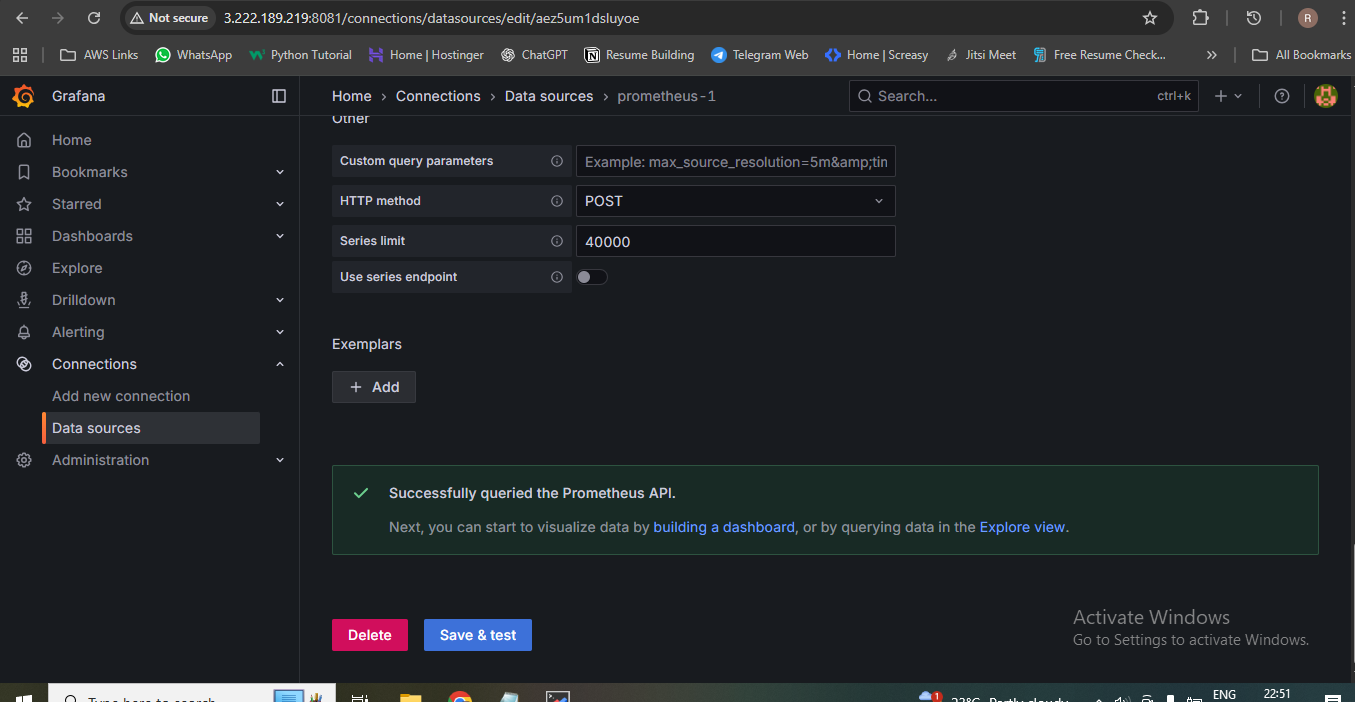 Not secure 3.222.189.219:8081/connections/datasources/edit/aez5um1dsluyoe R
AWS Links WhatsApp Python Tutorial Home | Hostinger ChatGPT Resume Building Telegram Web Home | Screasy Jitsi Meet Free Resume Check... » All Bookmarks
Grafana
Home › Connections › Data sources › prometheus-1
Search... ctrl+k
Home
Bookmarks
Starred
Dashboards
Explore
Drilldown
Alerting
Connections
Add new connection
Data sources
Administration
Other
Custom query parameters Example: max_source_resolution=5m&amp;tin
HTTP method POST
Series limit 40000
Use series endpoint
Exemplars
+ Add
Successfully queried the Prometheus API.
Next, you can start to visualize data by building a dashboard, or by querying data in the Explore view.
Delete Save & test
Activate Windows
Go to Settings to activate Windows.
Type here to search 1 Partly cloudy ENG 22:51